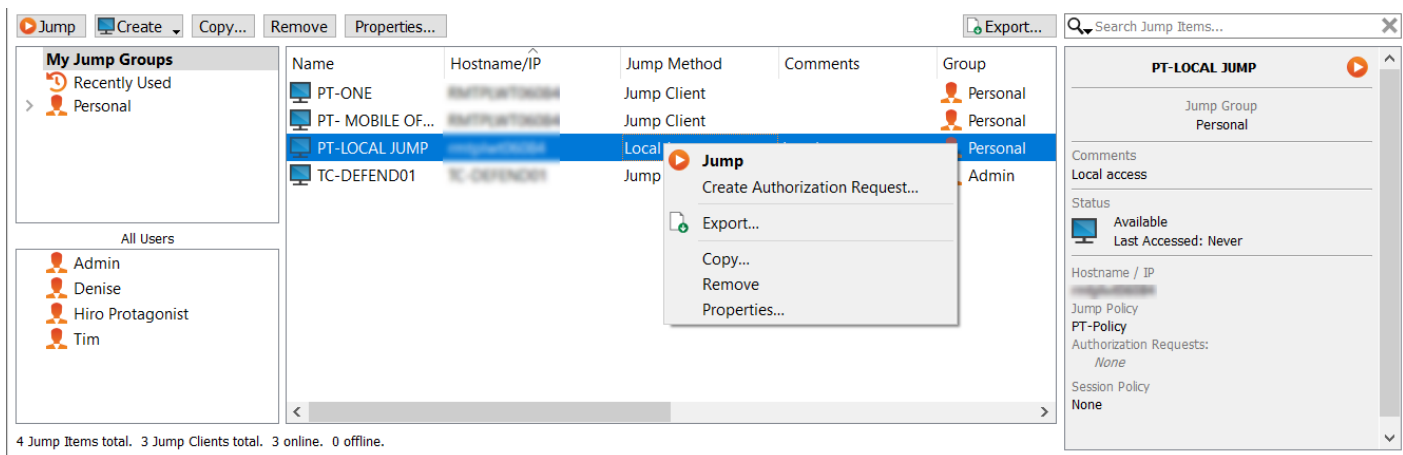 Jump Create Copy... Remove Properties... Export... Search Jump Items...
My Jump Groups
Recently Used
Personal
All Users
Admin
Denise
Hiro Protagonist
Tim
Name Hostname/IP Jump Method Comments Group
PT-ONE Jump Client Personal
PT- MOBILE OF... Jump Client Personal
PT-LOCAL JUMP Local Personal
TC-DEFEND01 Jump Admin
Jump
Create Authorization Request...
Export...
Copy...
Remove
Properties...
PT-LOCAL JUMP
Jump Group
Personal
Comments
Local access
Status
Available
Last Accessed: Never
Hostname / IP
Jump Policy
PT-Policy
Authorization Requests:
None
Session Policy
None
4 Jump Items total. 3 Jump Clients total. 3 online. 0 offline.